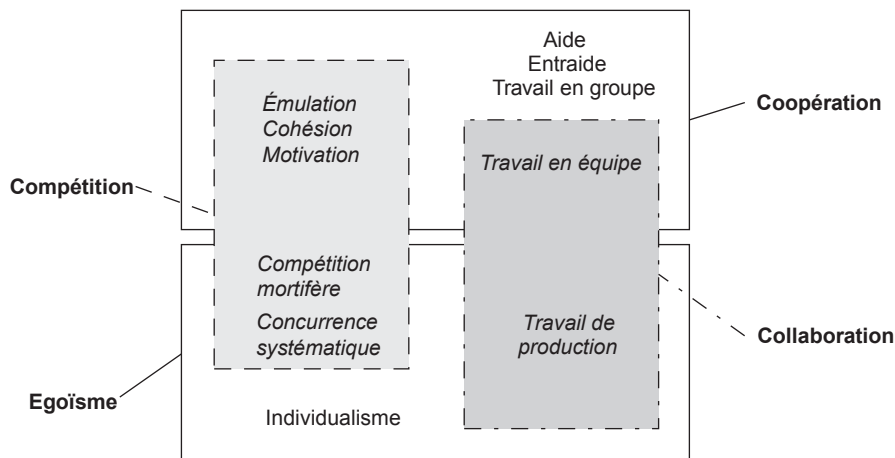 Aide
Entraide
Travail en groupe
Émulation
Cohésion
Motivation
Coopération
Travail en équipe
Compétition
Compétition
mortifère
Concurrence
systématique
Travail de
production
Collaboration
Egoïsme
Individualisme